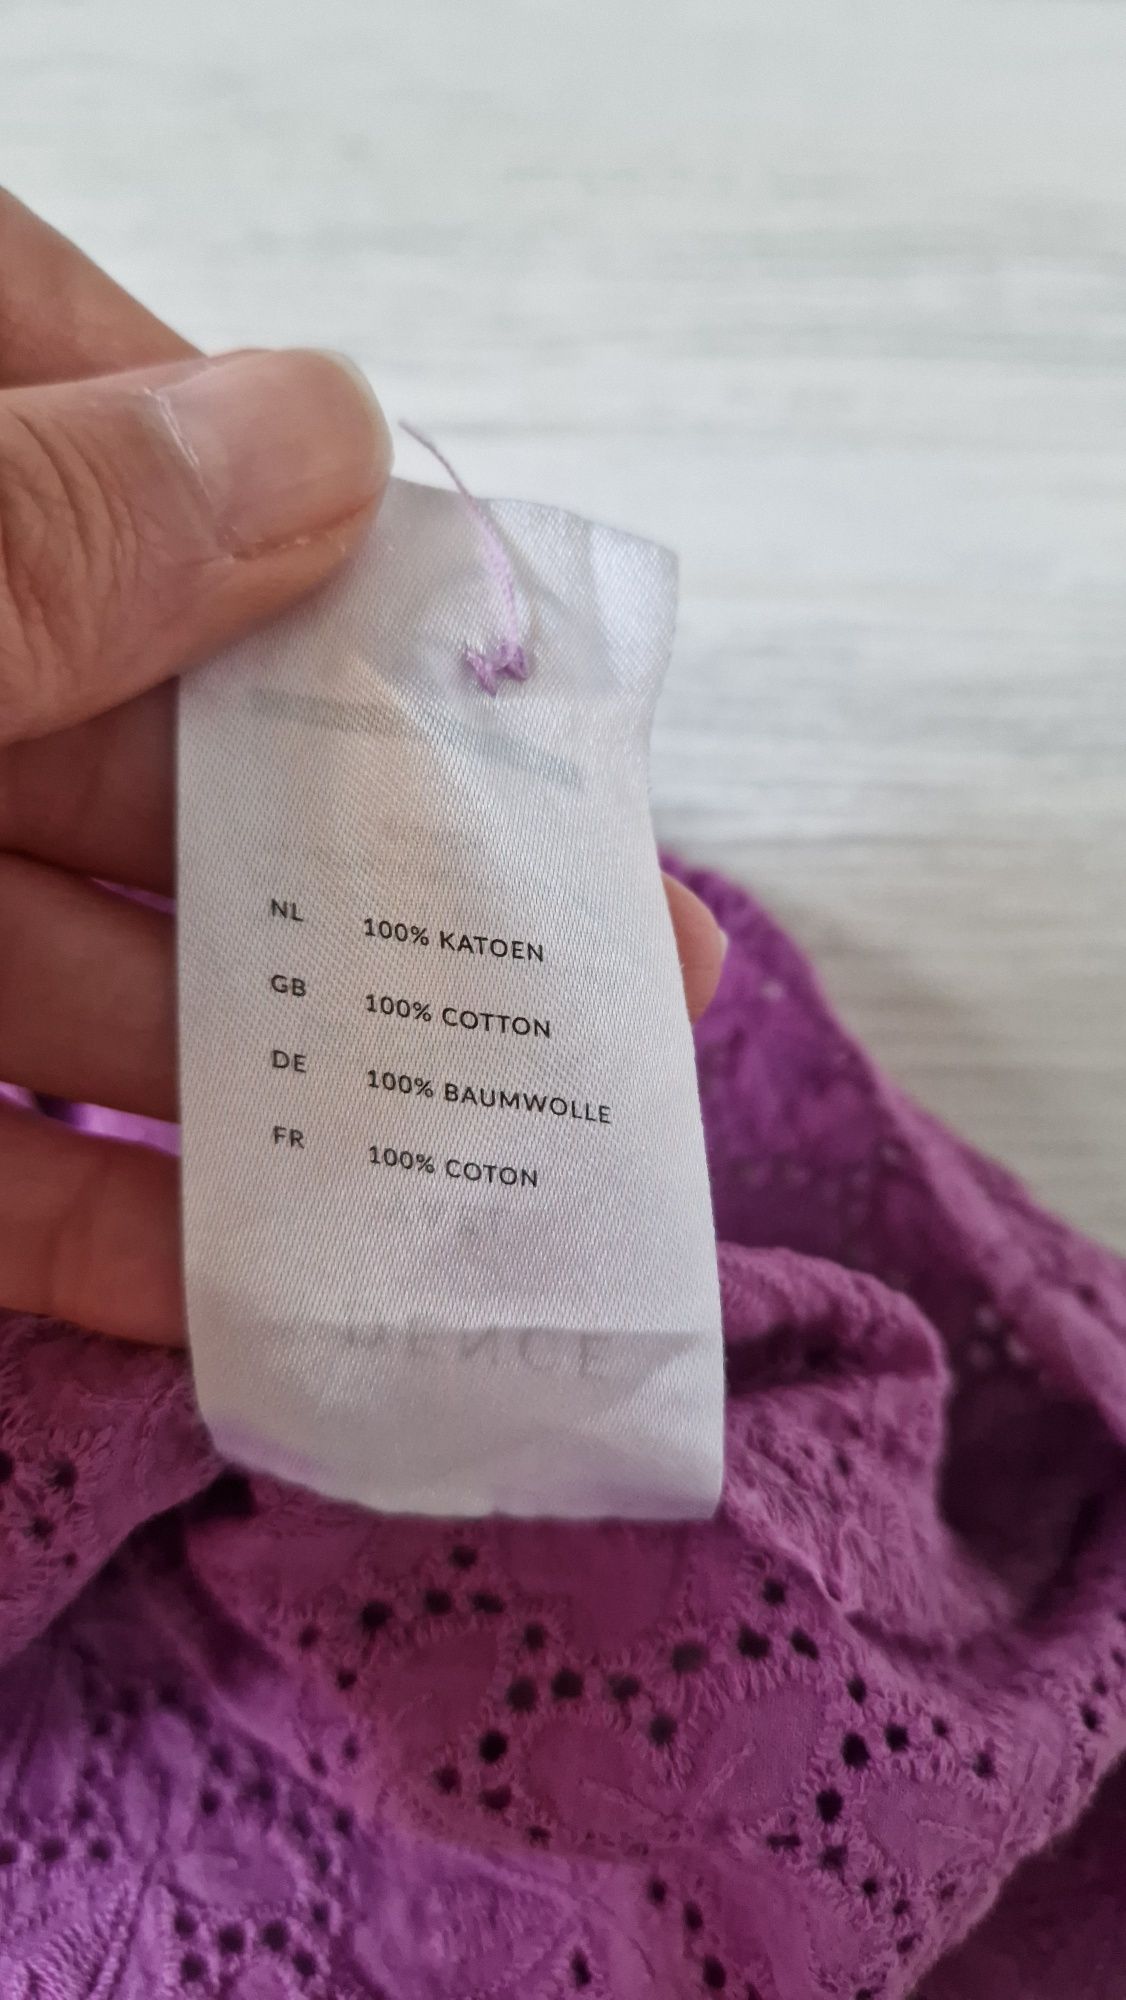 NL 100% KATOEN
GB 100% COTTON
DE 100% BAUMWOLLE
FR 100% COTON